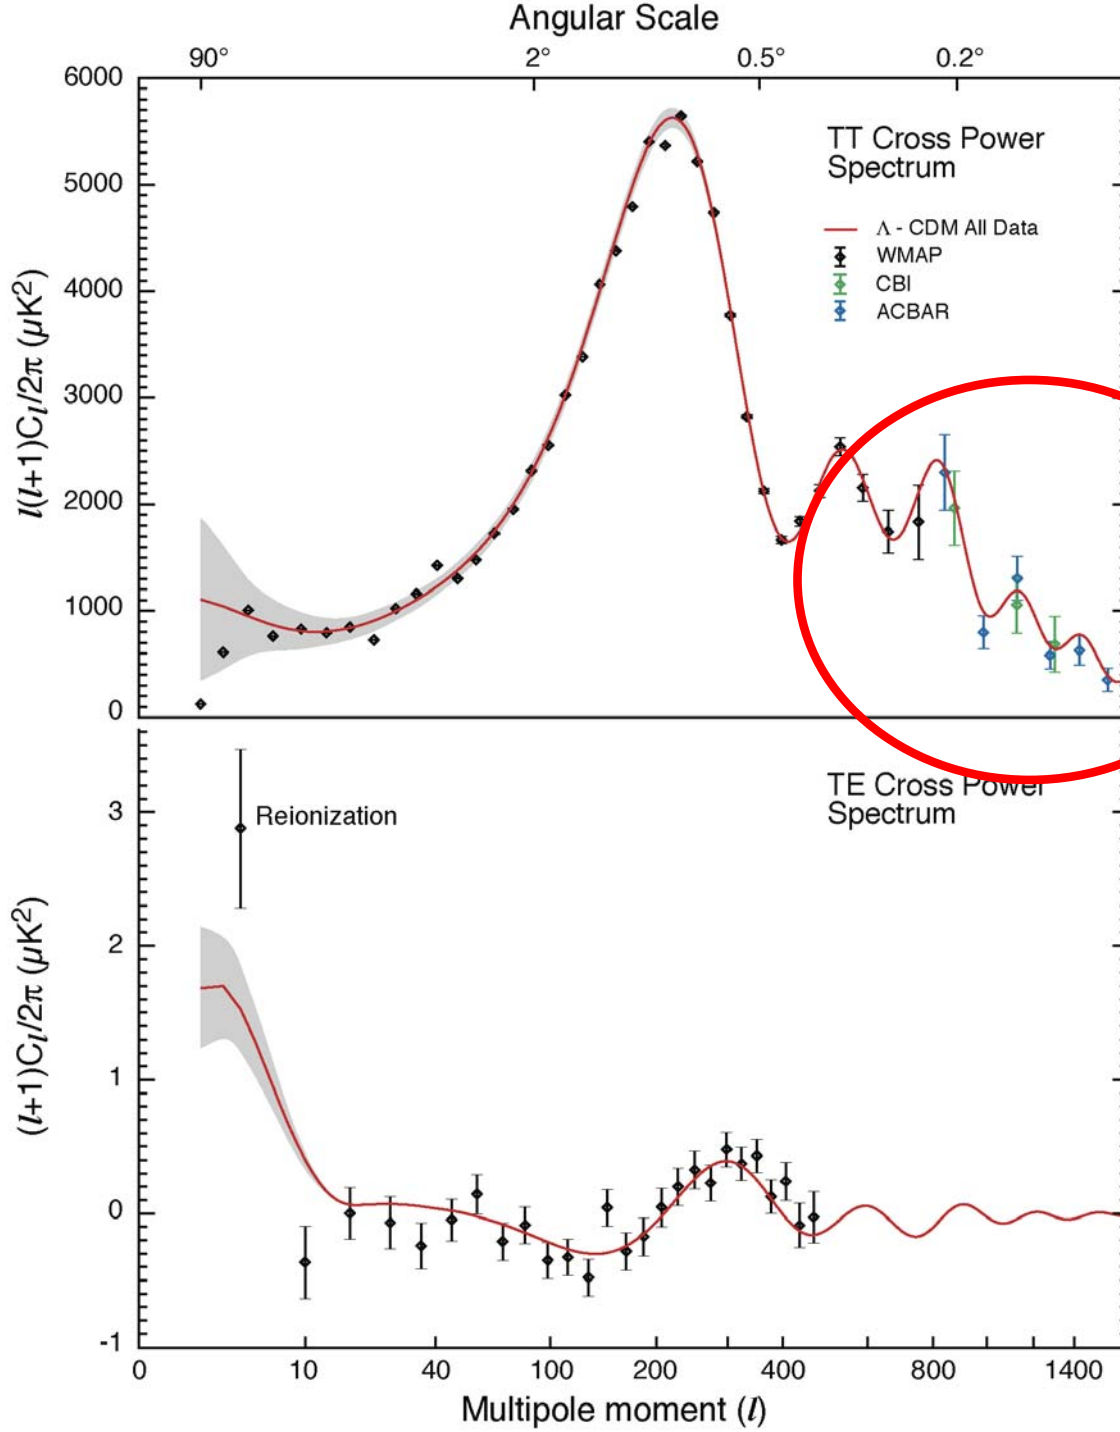 Angular Scale
90° 2° 0.5° 0.2°
6000
5000
4000
3000
2000
1000
0
l(l+1)Cl/2π (μK2)
TT Cross Power
Spectrum
Λ - CDM All Data
WMAP
CBI
ACBAR
3
2
1
0
-1
(l+1)Cl/2π (μK2)
Reionization
TE Cross Power
Spectrum
0 10 40 100 200 400 800 1400
Multipole moment (l)